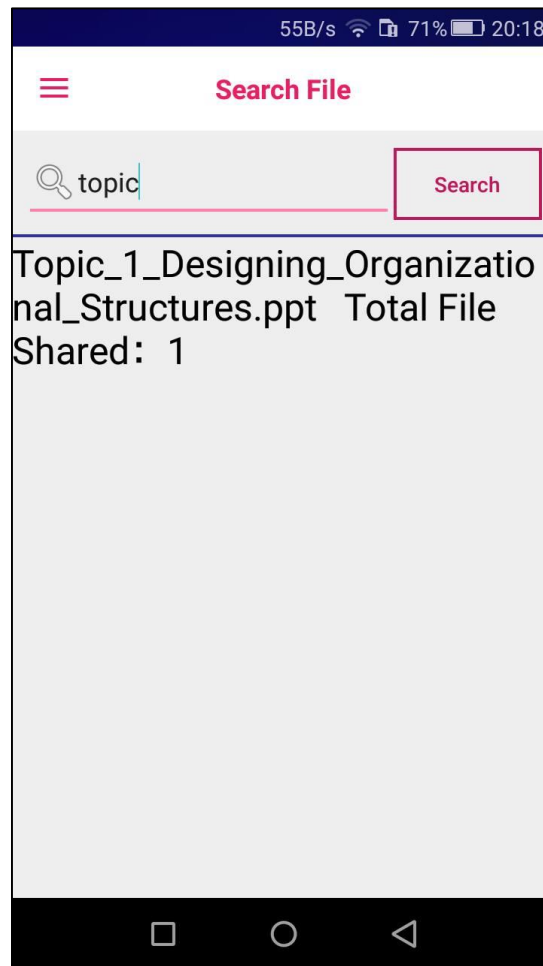 55B/s 71% 20:18
Search File
topic Search
Topic_1_Designing_Organizatio
nal_Structures.ppt Total File
Shared: 1